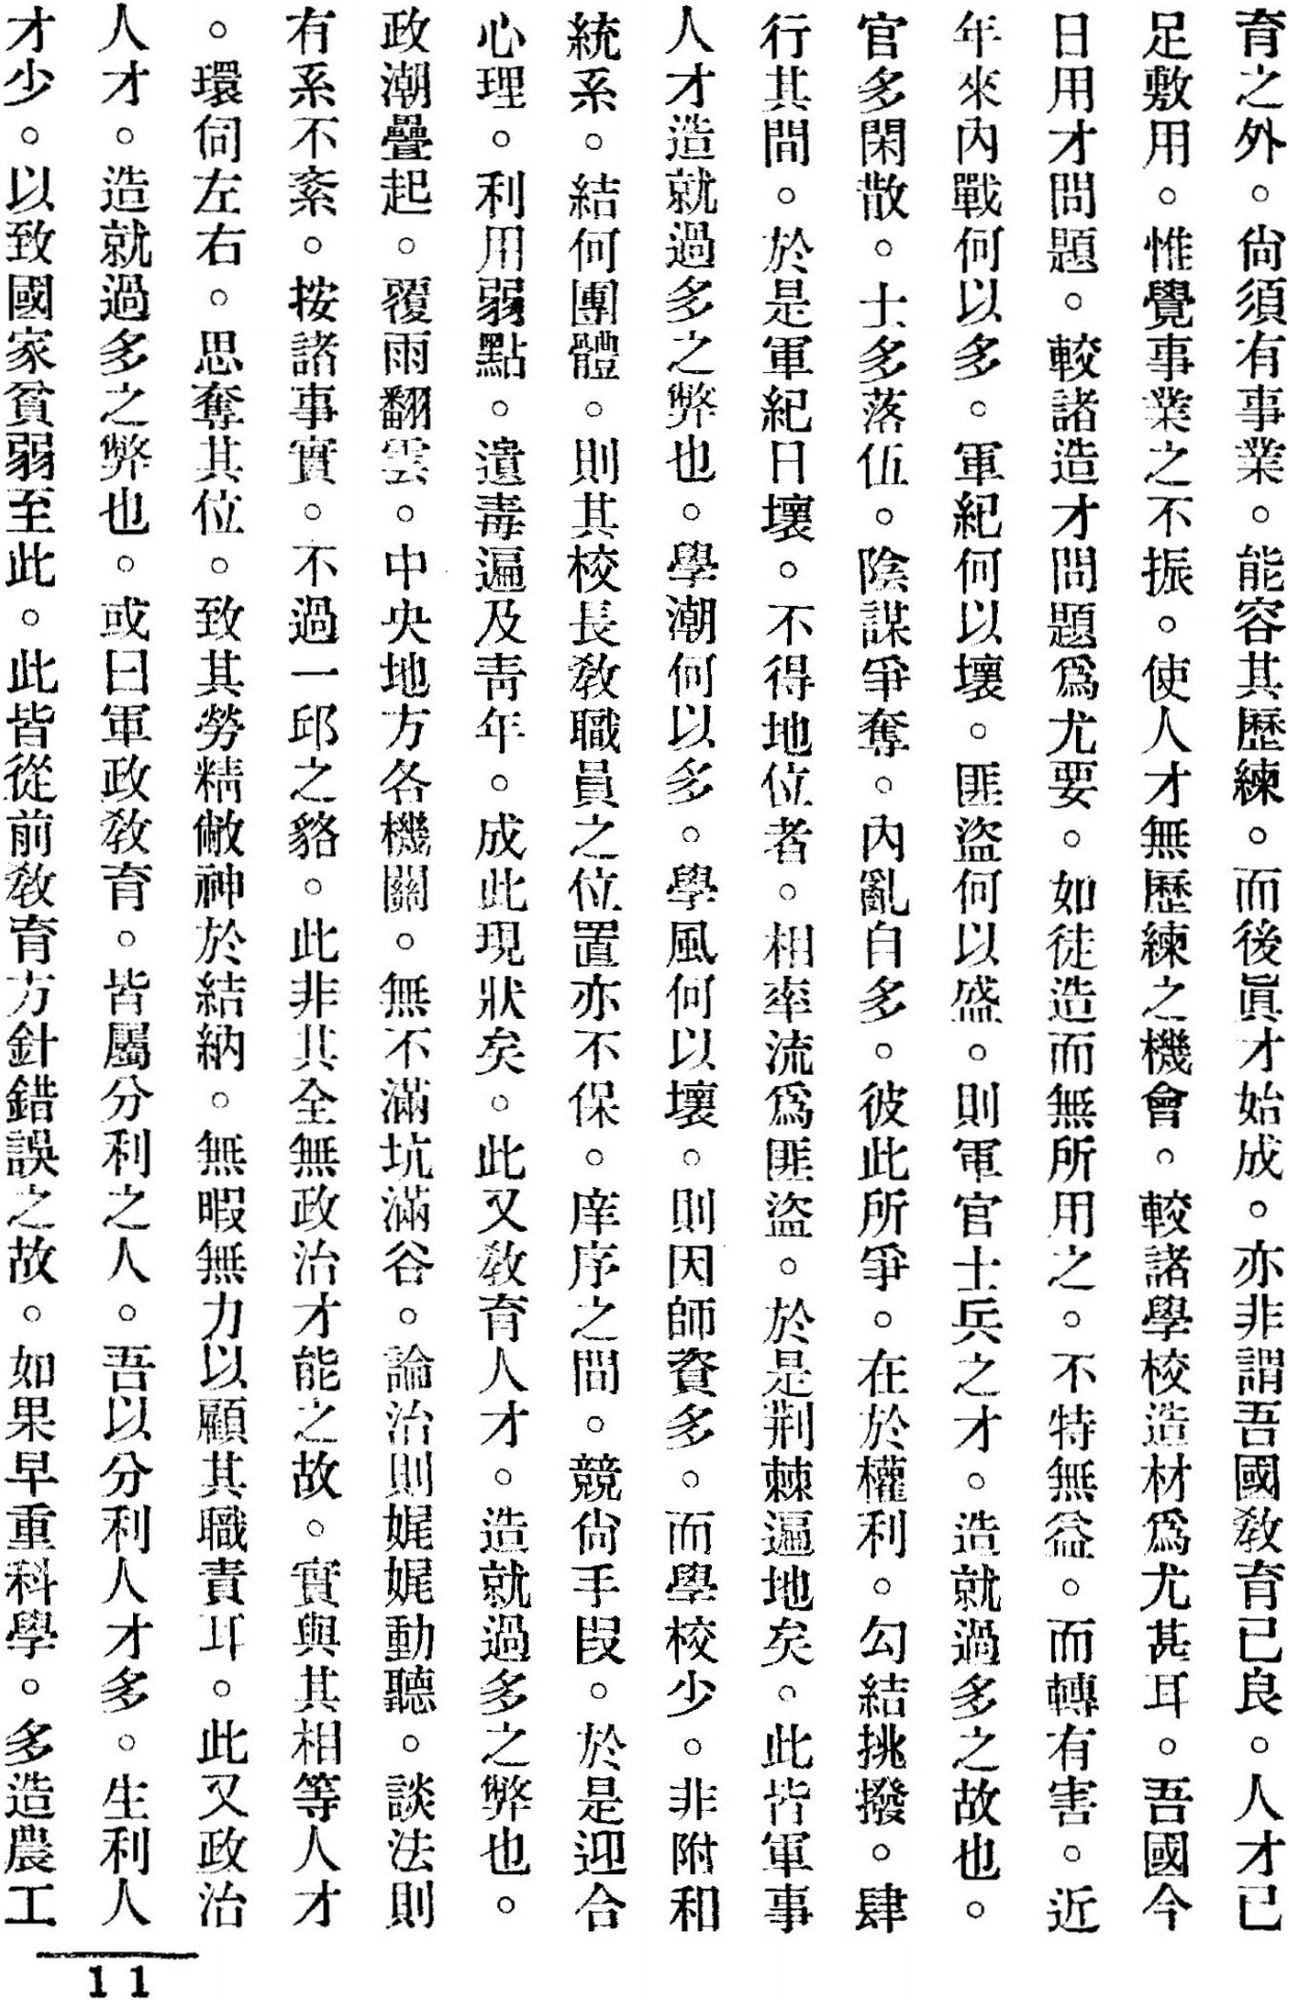 育之外。尙須有事業。能容其歷練。而後眞才始成。亦非謂吾國敎育已良。人才已
足敷用。惟覺事業之不振。使人才無歷練之機會。較諸學校造材爲尤甚耳。吾國今
日用才問題。較諸造才問題爲尤要。如徒造而無所用之。不特無益。而轉有害。近
年來內戰何以多。軍紀何以壞。匪盜何以盛。則軍官士兵之才。造就過多之故也。
官多閑散。士多落伍。陰謀爭奪。內亂自多。彼此所爭。在於權利。勾結挑撥。肆
行其間。於是軍紀日壞。不得地位者。相率流爲匪盜。於是荆棘遍地矣。此皆軍事
人才造就過多之弊也。學潮何以多。學風何以壞。則因師資多。而學校少。非附和
統系。結何團體。則其校長敎職員之位置亦不保。庠序之間。競尙手段。於是迎合
心理。利用弱點。遺毒遍及靑年。成此現狀矣。此又敎育人才。造就過多之弊也。
政潮疊起。覆雨翻雲。中央地方各機關。無不滿坑滿谷。論治則娓娓動聽。談法則
有系不紊。按諸事實。不過一邱之貉。此非其全無政治才能之故。實與其相等人才
。環伺左右。思奪其位。致其勞精敝神於結納。無暇無力以顧其職責耳。此又政治
人才。造就過多之弊也。或曰軍政敎育。皆屬分利之人。吾以分利人才多。生利人
才少。以致國家貧弱至此。此皆從前敎育方針錯誤之故。如果早重科學。多造農工
11